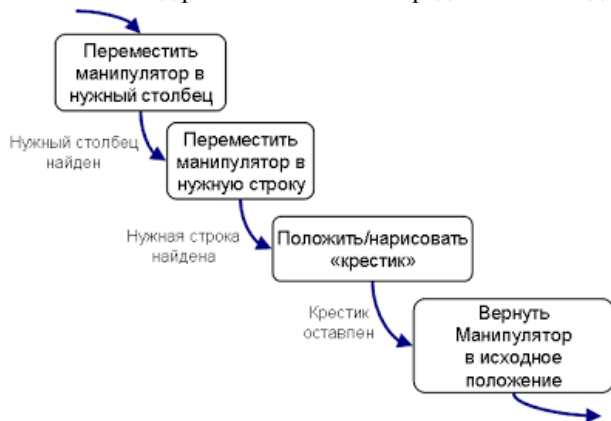 Переместить
манипулятор в
нужный столбец
Нужный столбец
найден
Переместить
манипулятор в
нужную строку
Нужная строка
найдена
Положить/нарисовать
«крестик»
Крестик
оставлен
Вернуть
Манипулятор
в исходное
положение